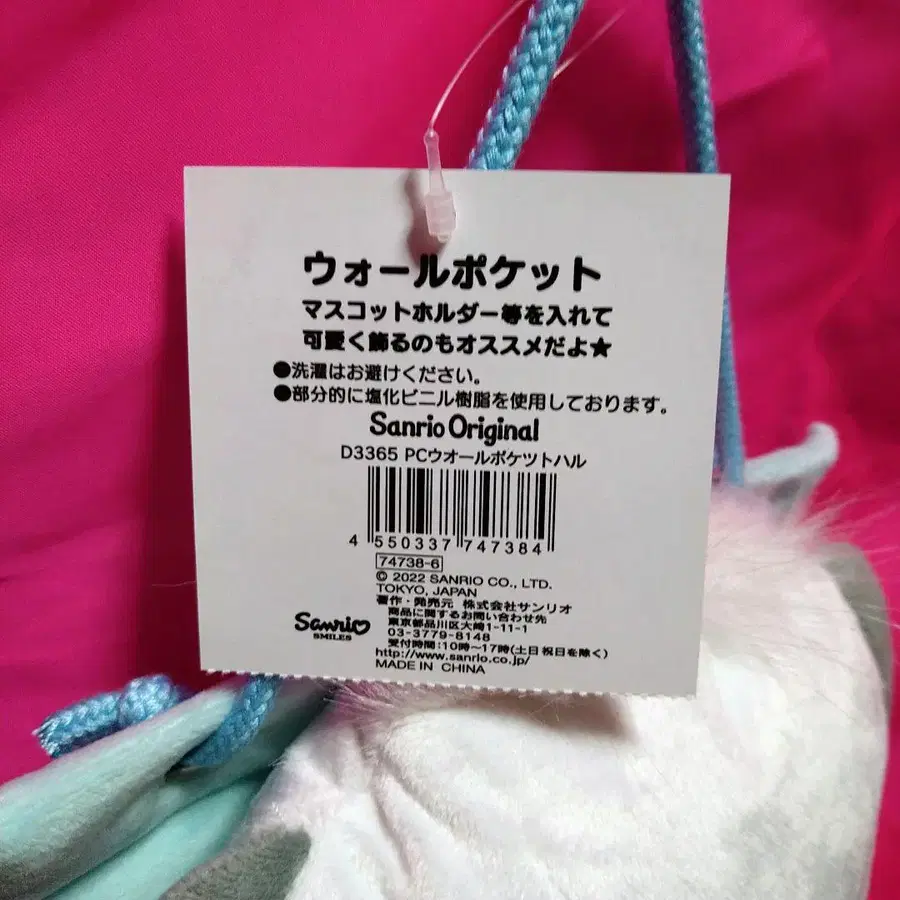 ウォールポケット
マスコットホルダー等を入れて
可愛く飾るのもオススメだよ★
●洗濯はお避けください。
●部分的に塩化ビニル樹脂を使用しております。
Sanrio Original
D3365 PCウオールポケツトハル
4 550337 747384
74738-6
© 2022 SANRIO CO., LTD.
TOKYO, JAPAN
著作・発売元 株式会社サンリオ
商品に関するお問い合わせ先
東京都品川区大崎1-11-1
03-3779-8148
受付時間:10時〜17時(土日祝日を除く)
http://www.sanrio.co.jp/
MADE IN CHINA
Sanrio
SMILES